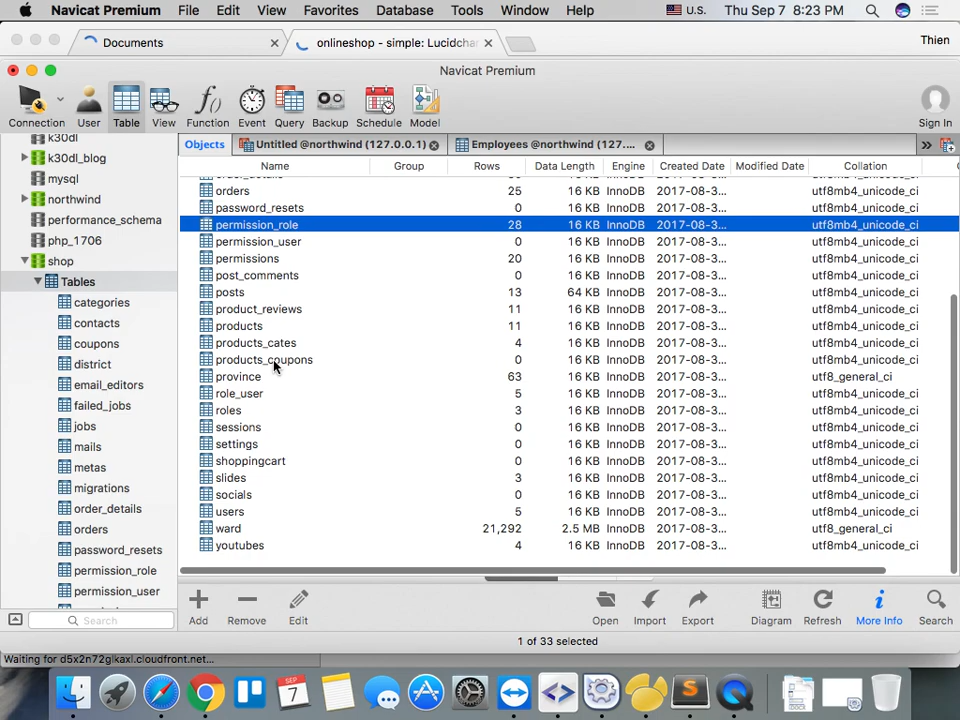 Navicat Premium File Edit View Favorites Database Tools Window Help U.S. Thu Sep 7 8:23 PM
Documents onlineshop - simple: Lucidcha Thien
Navicat Premium
Connection User Table View Function Event Query Backup Schedule Model Sign In
k30dl
k30dl_blog
mysql
northwind
performance_schema
php_1706
shop
Tables
categories
contacts
coupons
district
email_editors
failed_jobs
jobs
mails
metas
migrations
order_details
orders
password_resets
permission_role
permission_user
Search
Objects Untitled @northwind (127.0.0.1) Employees @northwind (127.... »
Name Group Rows Data Length Engine Created Date Modified Date Collation
orders 25 16 KB InnoDB 2017-08-3... utf8mb4_unicode_ci
password_resets 0 16 KB InnoDB 2017-08-3... utf8mb4_unicode_ci
permission_role 28 16 KB InnoDB 2017-08-3... utf8mb4_unicode_ci
permission_user 0 16 KB InnoDB 2017-08-3... utf8mb4_unicode_ci
permissions 20 16 KB InnoDB 2017-08-3... utf8mb4_unicode_ci
post_comments 0 16 KB InnoDB 2017-08-3... utf8mb4_unicode_ci
posts 13 64 KB InnoDB 2017-08-3... utf8mb4_unicode_ci
product_reviews 11 16 KB InnoDB 2017-08-3... utf8mb4_unicode_ci
products 11 16 KB InnoDB 2017-08-3... utf8mb4_unicode_ci
products_cates 4 16 KB InnoDB 2017-08-3... utf8mb4_unicode_ci
products_coupons 0 16 KB InnoDB 2017-08-3... utf8mb4_unicode_ci
province 63 16 KB InnoDB 2017-08-3... utf8_general_ci
role_user 5 16 KB InnoDB 2017-08-3... utf8mb4_unicode_ci
roles 3 16 KB InnoDB 2017-08-3... utf8mb4_unicode_ci
sessions 0 16 KB InnoDB 2017-08-3... utf8mb4_unicode_ci
settings 0 16 KB InnoDB 2017-08-3... utf8mb4_unicode_ci
shoppingcart 0 16 KB InnoDB 2017-08-3... utf8mb4_unicode_ci
slides 3 16 KB InnoDB 2017-08-3... utf8mb4_unicode_ci
socials 0 16 KB InnoDB 2017-08-3... utf8mb4_unicode_ci
users 5 16 KB InnoDB 2017-08-3... utf8mb4_unicode_ci
ward 21,292 2.5 MB InnoDB 2017-08-3... utf8_general_ci
youtubes 4 16 KB InnoDB 2017-08-3... utf8mb4_unicode_ci
Add Remove Edit Open Import Export Diagram Refresh More Info Search
1 of 33 selected
Waiting for d5x2n72glkaxl.cloudfront.net...
SEP
7